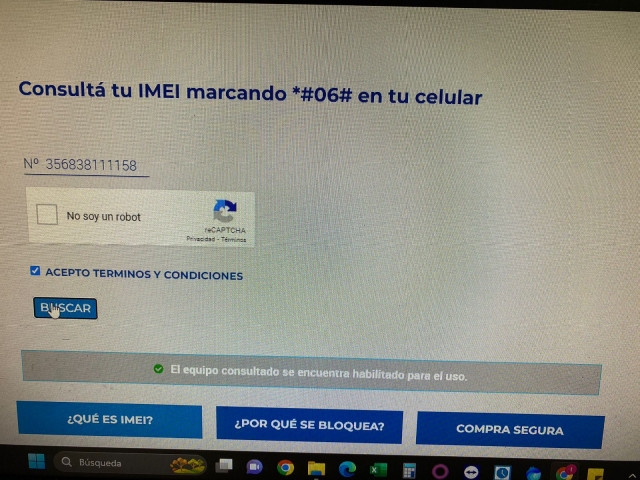 Consultá tu IMEI marcando *#06# en tu celular
Nº 356838111158
No soy un robot
reCAPTCHA
Privacidad - Términos
ACEPTO TERMINOS Y CONDICIONES
BUSCAR
El equipo consultado se encuentra habilitado para el uso.
¿QUÉ ES IMEI?
¿POR QUÉ SE BLOQUEA?
COMPRA SEGURA
Búsqueda